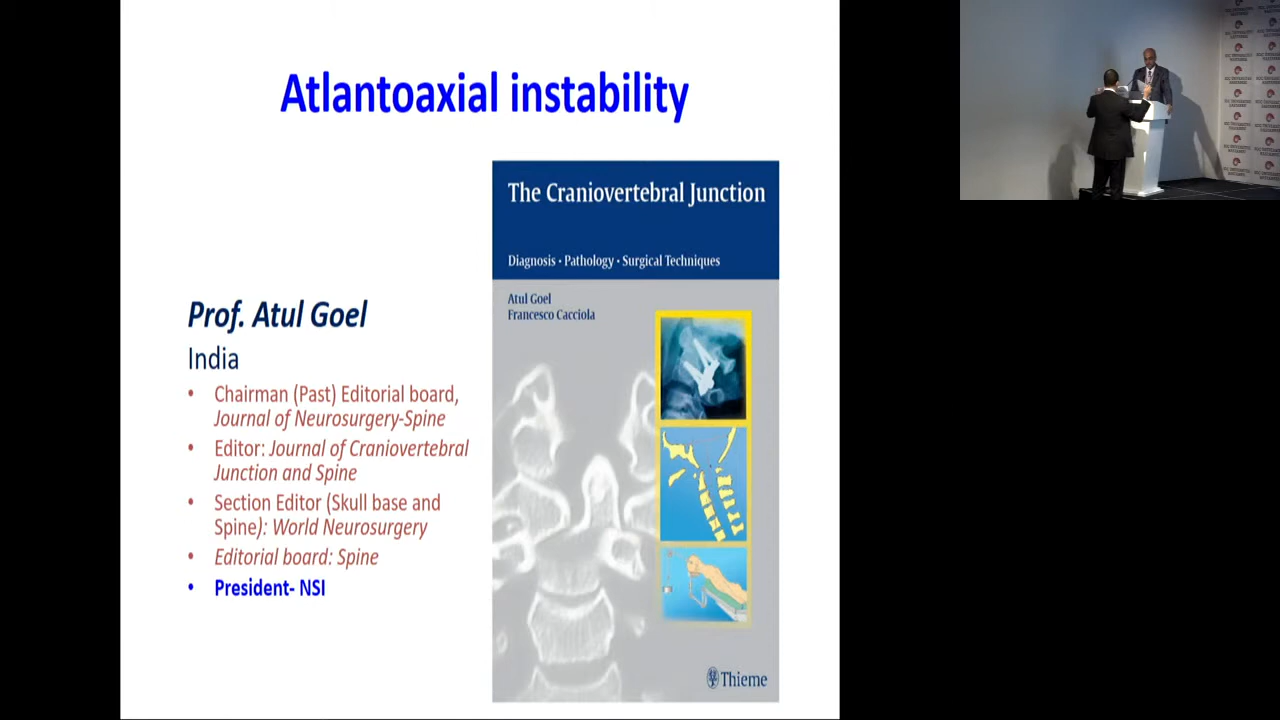 Atlantoaxial instability
The Craniovertebral Junction
Diagnosis • Pathology • Surgical Techniques
Atul Goel
Francesco Cacciola
Thieme
Prof. Atul Goel
India
• Chairman (Past) Editorial board,
Journal of Neurosurgery-Spine
• Editor: Journal of Craniovertebral
Junction and Spine
• Section Editor (Skull base and
Spine): World Neurosurgery
• Editorial board: Spine
• President- NSI